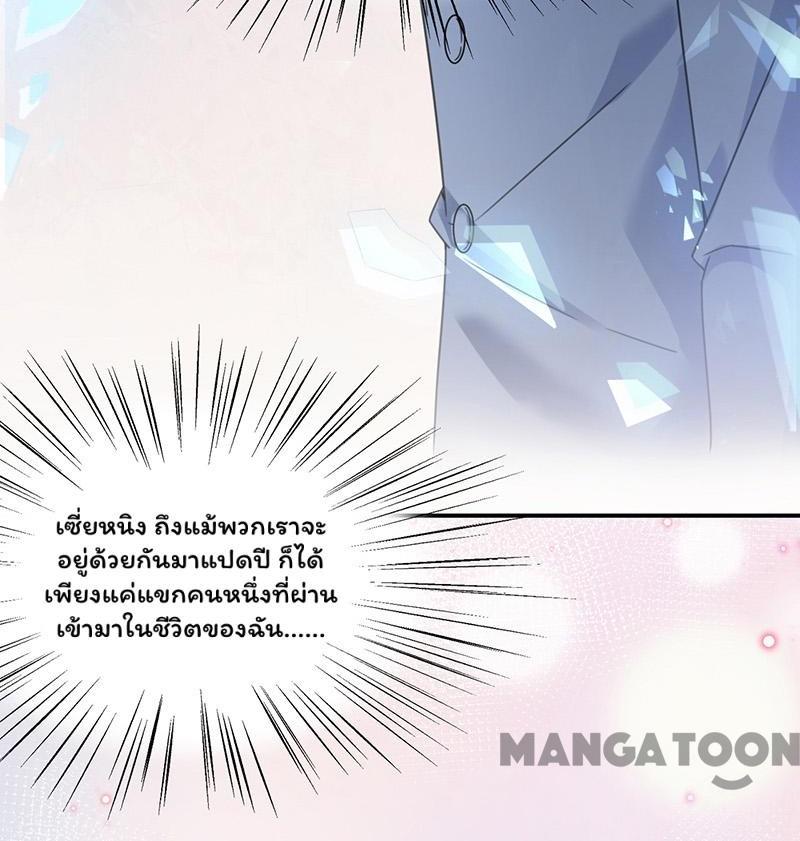 เซี่ยหนิง ถึงแม้พวกเราจะ
อยู่ด้วยกันมาแปดปี ก็ได้
เพียงแค่แขกคนหนึ่งที่ผ่าน
เข้ามาในชีวิตของฉัน......
MANGATOON